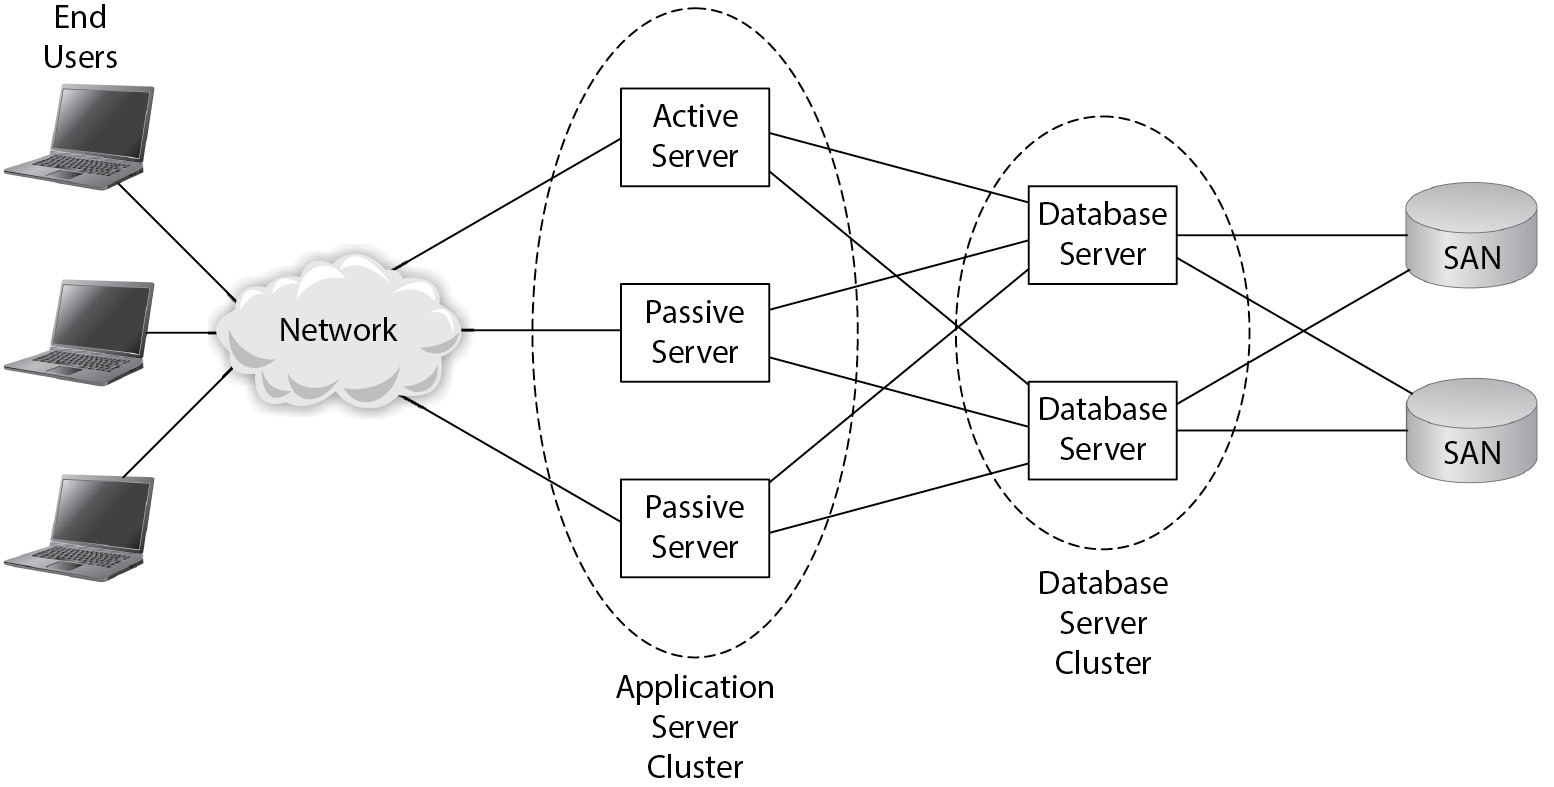 End
Users
Network
Active
Server
Passive
Server
Passive
Server
Application
Server
Cluster
Database
Server
Database
Server
Database
Server
Cluster
SAN
SAN